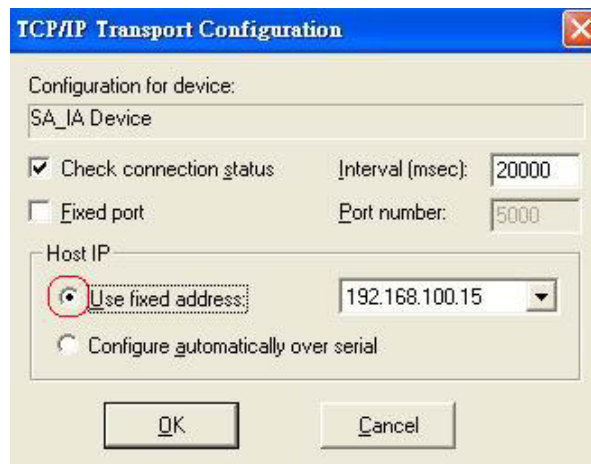 TCP/IP Transport Configuration
Configuration for device:
SA_IA Device
Check connection status Interval (msec): 20000
Fixed port Port number: 5000
Host IP
Use fixed address: 192.168.100.15
Configure automatically over serial
OK Cancel